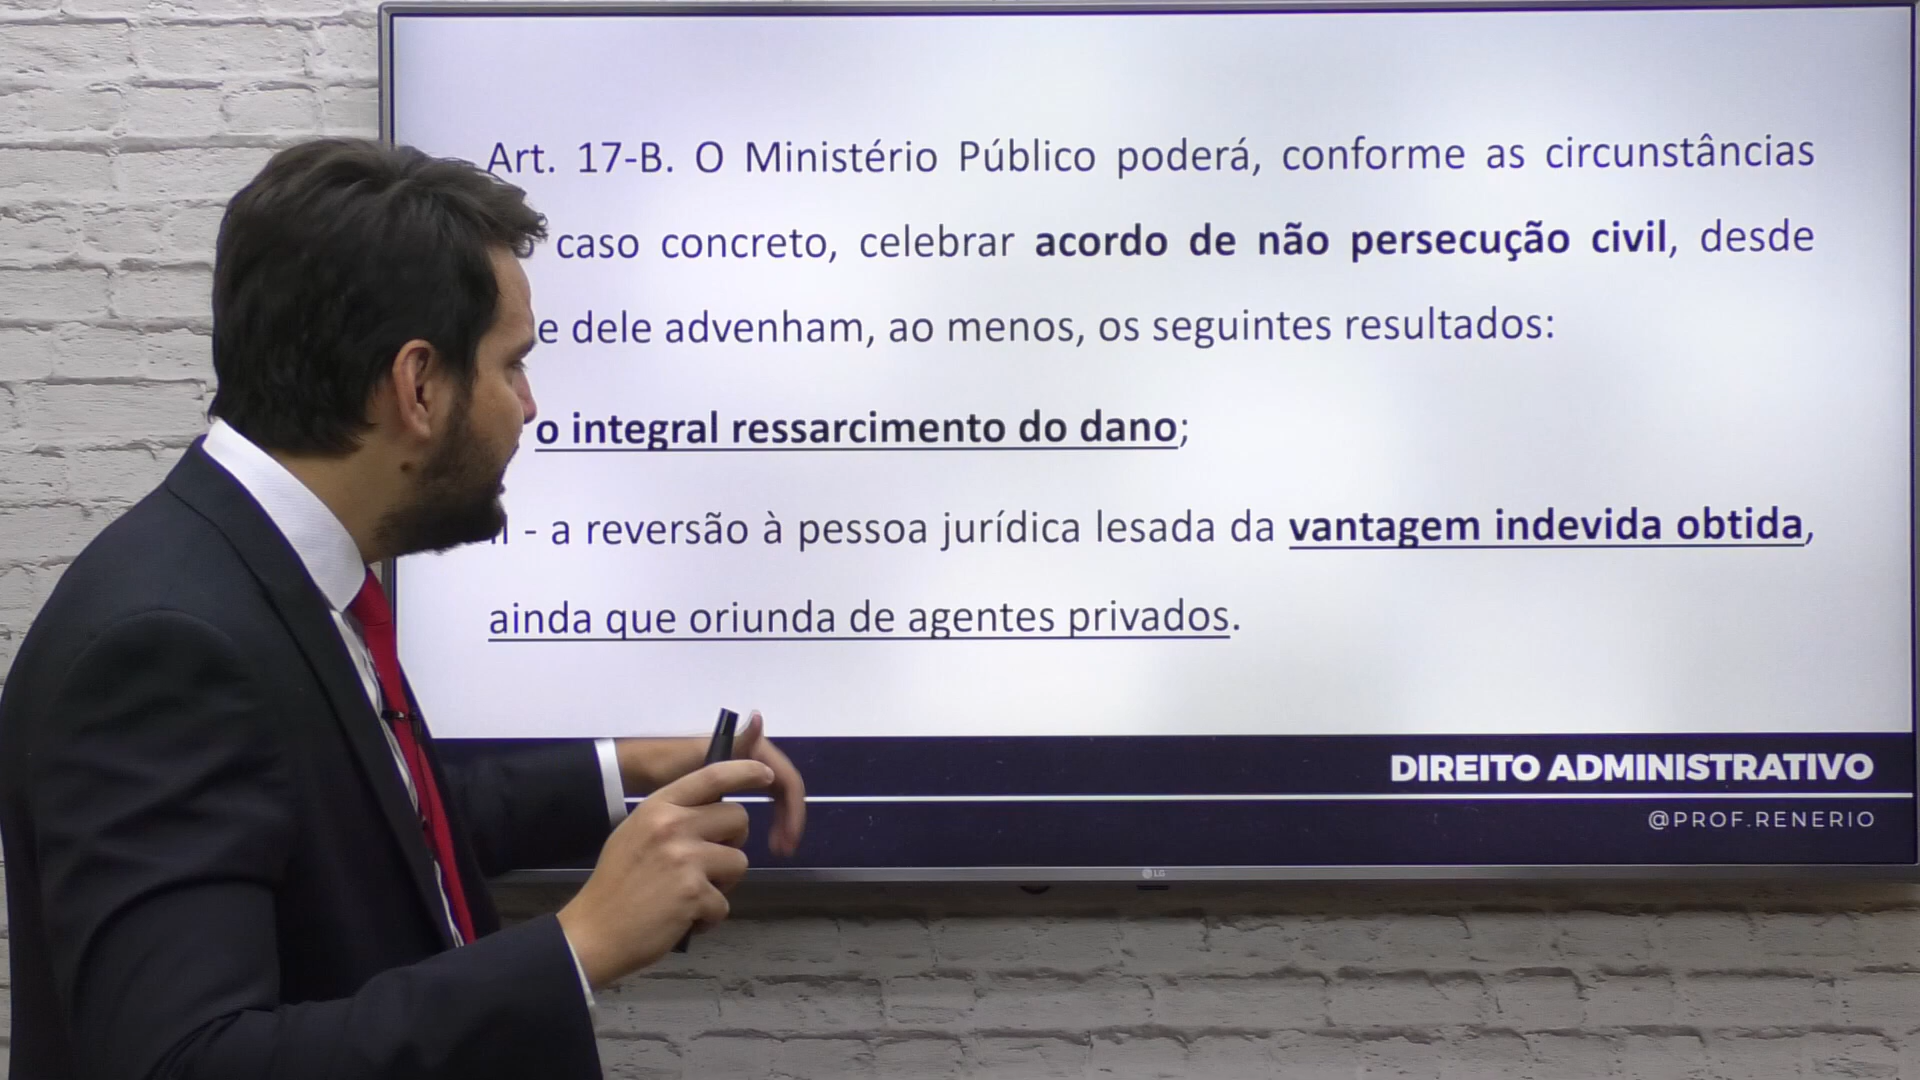 Art. 17-B. O Ministério Público poderá, conforme as circunstâncias
caso concreto, celebrar acordo de não persecução civil, desde
e dele advenham, ao menos, os seguintes resultados:
o integral ressarcimento do dano;
- a reversão à pessoa jurídica lesada da vantagem indevida obtida,
ainda que oriunda de agentes privados.
DIREITO ADMINISTRATIVO
@PROF.RENERIO
LG